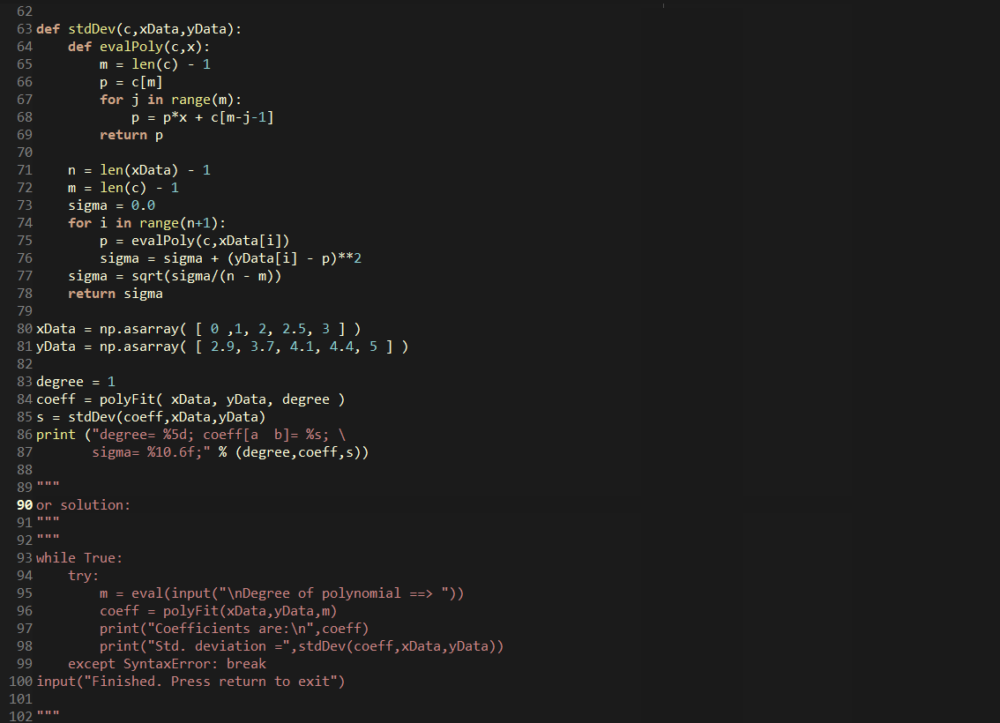 62
63 def stdDev(c,xData,yData):
64     def evalPoly(c,x):
65         m = len(c) - 1
66         p = c[m]
67         for j in range(m):
68             p = p*x + c[m-j-1]
69         return p
70
71     n = len(xData) - 1
72     m = len(c) - 1
73     sigma = 0.0
74     for i in range(n+1):
75         p = evalPoly(c,xData[i])
76         sigma = sigma + (yData[i] - p)**2
77     sigma = sqrt(sigma/(n - m))
78     return sigma
79
80 xData = np.asarray( [ 0 ,1, 2, 2.5, 3 ] )
81 yData = np.asarray( [ 2.9, 3.7, 4.1, 4.4, 5 ] )
82
83 degree = 1
84 coeff = polyFit( xData, yData, degree )
85 s = stdDev(coeff,xData,yData)
86 print ("degree= %5d; coeff[a  b]= %s; \
87        sigma= %10.6f;" % (degree,coeff,s))
88
89 """
90 or solution:
91 """
92 """
93 while True:
94     try:
95         m = eval(input("\nDegree of polynomial ==> "))
96         coeff = polyFit(xData,yData,m)
97         print("Coefficients are:\n",coeff)
98         print("Std. deviation =",stdDev(coeff,xData,yData))
99     except SyntaxError: break
100 input("Finished. Press return to exit")
101
102 """